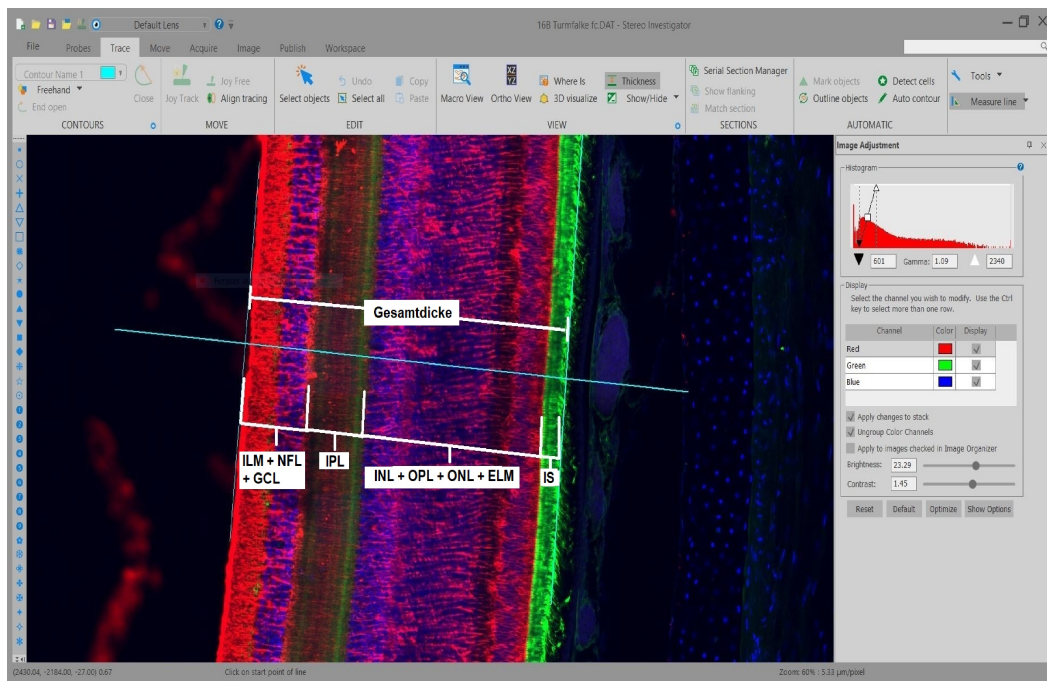 Default Lens
16B Turmfalke fc.DAT - Stereo Investigator
File Probes Trace Move Acquire Image Publish Workspace
Contour Name 1
Freehand
End open
Close
CONTOURS
Joy Track
Joy Free
Align tracing
MOVE
Select objects
Undo
Select all
Copy
Paste
EDIT
Macro View
XZ
YZ
Ortho View
Where Is
3D visualize
Thickness
Show/Hide
VIEW
Serial Section Manager
Show flanking
Match section
SECTIONS
Mark objects
Outline objects
Detect cells
Auto contour
AUTOMATIC
Tools
Measure line
Gesamtdicke
ILM + NFL
+ GCL
IPL
INL + OPL + ONL + ELM
IS
Image Adjustment
Histogram
601 Gamma: 1.09 2340
Display
Select the channel you wish to modify. Use the Ctrl
key to select more than one row.
Channel Color Display
Red
Green
Blue
Apply changes to stack
Ungroup Color Channels
Apply to images checked in Image Organizer
Brightness: 23.29
Contrast: 1.45
Reset Default Optimize Show Options
(2430.04, -2184.00, -27.00) 0.67 Click on start point of line Zoom: 60% : 5.33 µm/pixel